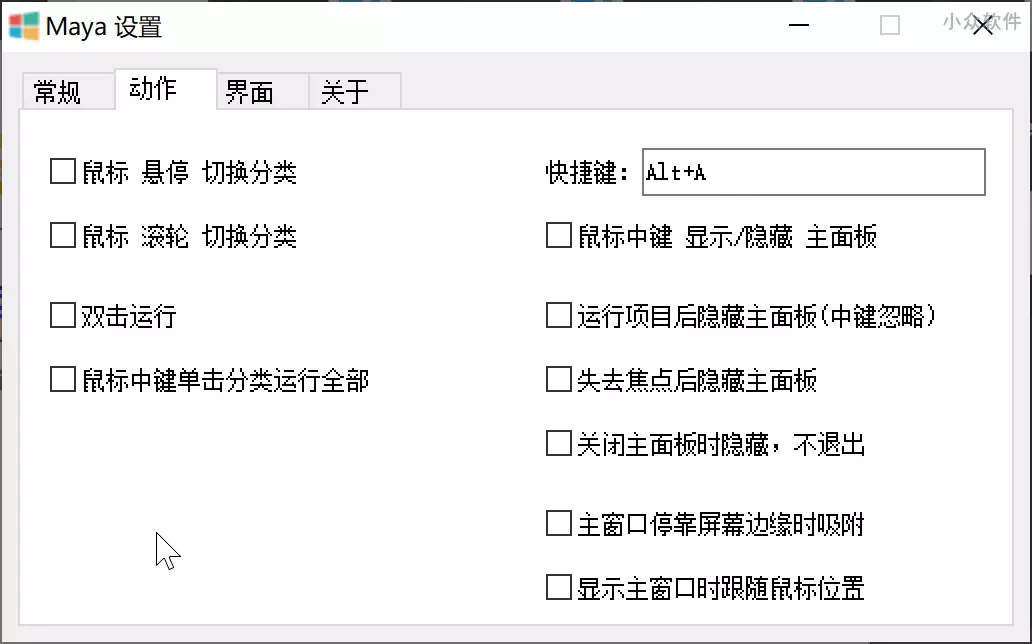 Maya 设置
小众软件
常规
动作
界面
关于
鼠标 悬停 切换分类
快捷键：
Alt+A
鼠标 滚轮 切换分类
鼠标中键 显示/隐藏 主面板
双击运行
运行项目后隐藏主面板(中键忽略)
鼠标中键单击分类运行全部
失去焦点后隐藏主面板
关闭主面板时隐藏，不退出
主窗口停靠屏幕边缘时吸附
显示主窗口时跟随鼠标位置